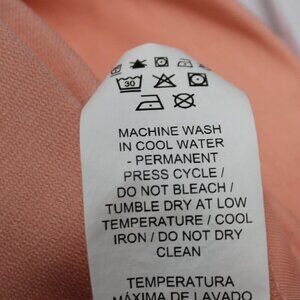 30
MACHINE WASH
IN COOL WATER
- PERMANENT
PRESS CYCLE /
DO NOT BLEACH /
TUMBLE DRY AT LOW
TEMPERATURE / COOL
IRON / DO NOT DRY
CLEAN
TEMPERATURA
MÁXIMA DE LAVADO